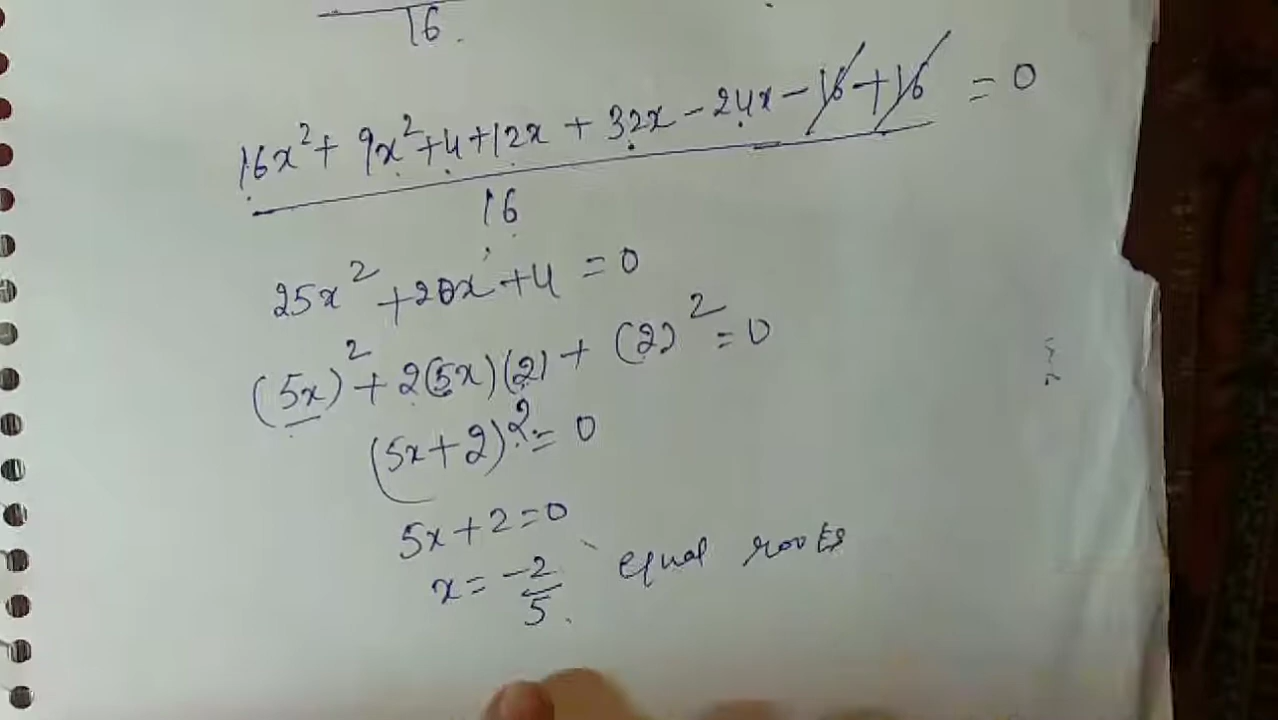 16.
16x² + 9x² + 4 + 12x + 32x - 24x - 16 + 16 = 0
16
25x² + 20x + 4 = 0
(5x)² + 2(5x)(2) + (2)² = 0
(5x+2)² = 0
5x + 2 = 0
x = -2/5. equal roots